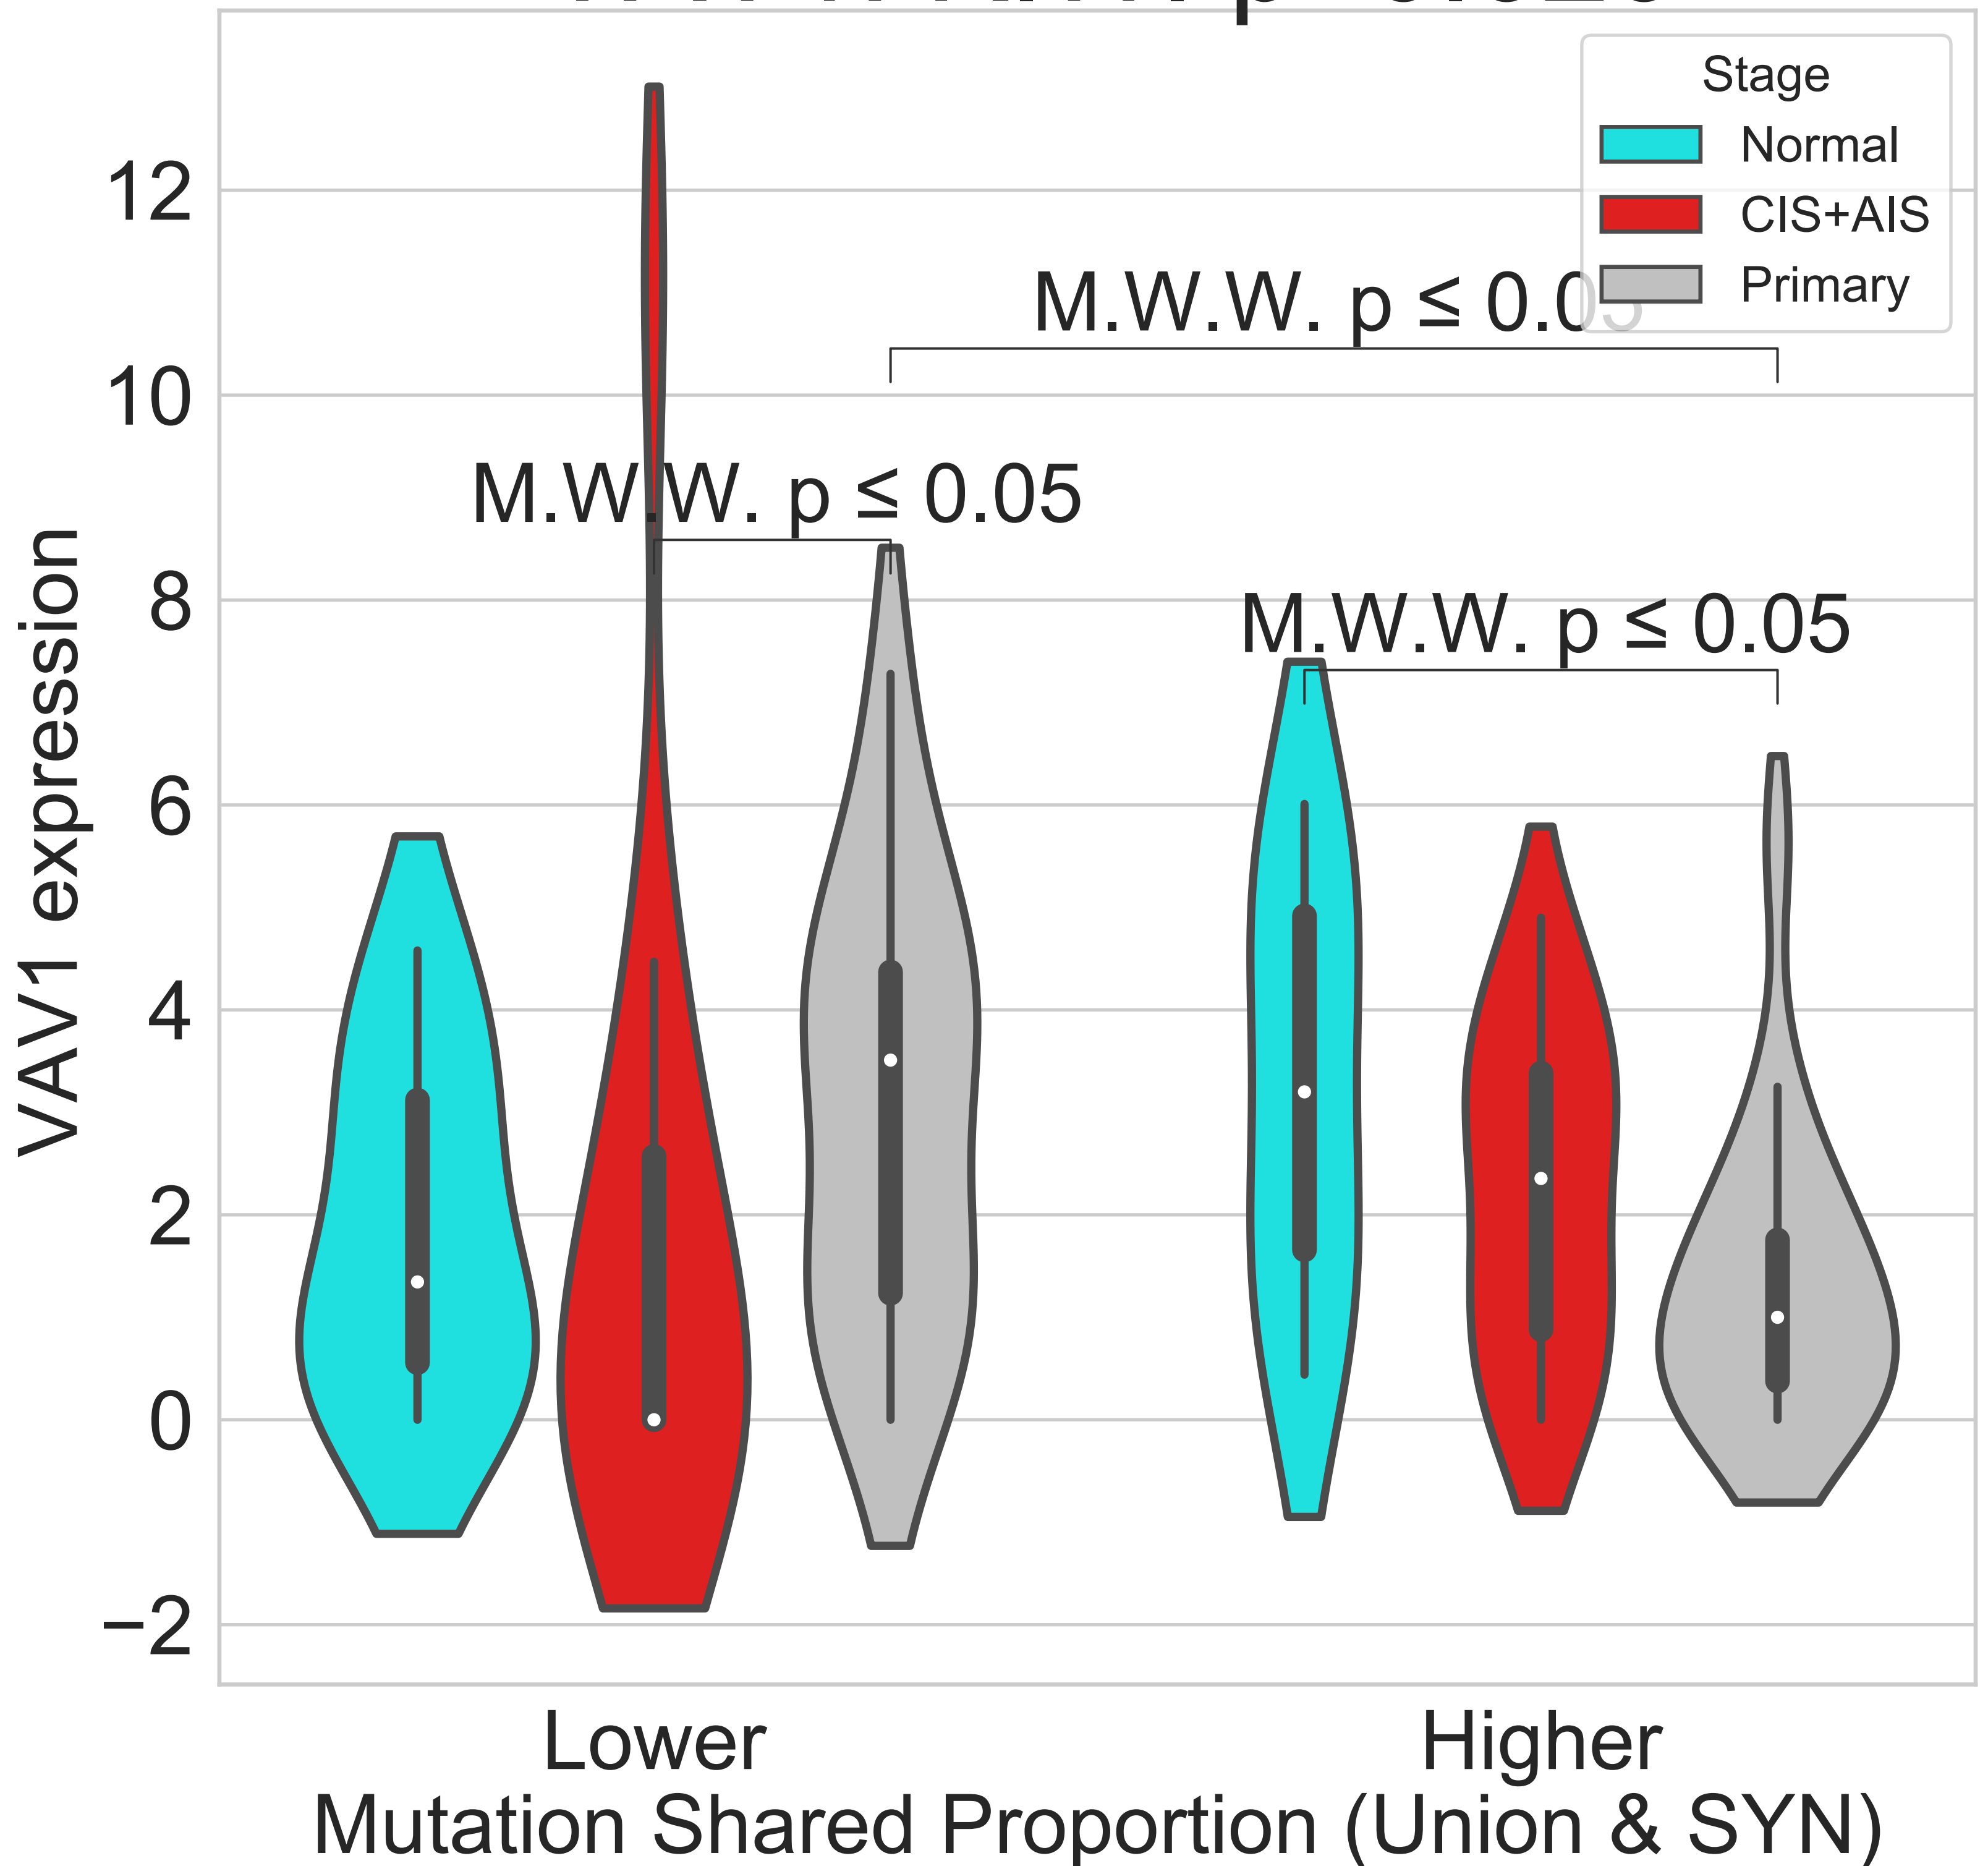 Stage
Normal
CIS+AIS
Primary
12
10
8
6
4
2
0
−2
VAV1 expression
M.W.W. p ≤ 0.05
M.W.W. p ≤ 0.05
M.W.W. p ≤ 0.05
Lower
Higher
Mutation Shared Proportion (Union & SYN)